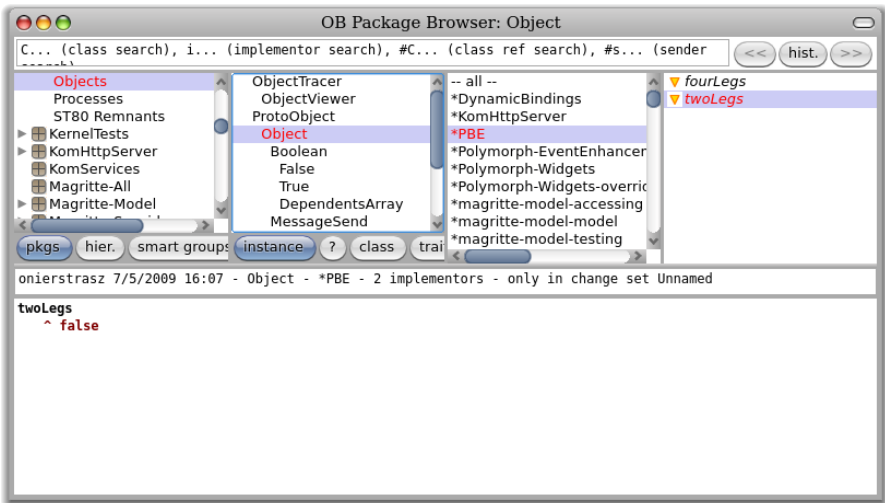 OB Package Browser: Object
C... (class search), i... (implementor search), #C... (class ref search), #s... (sender
<<
hist.
>>
Objects
Processes
ST80 Remnants
KernelTests
KomHttpServer
KomServices
Magritte-All
Magritte-Model
ObjectTracer
ObjectViewer
ProtoObject
Object
Boolean
False
True
DependentsArray
MessageSend
-- all --
*DynamicBindings
*KomHttpServer
*PBE
*Polymorph-EventEnhancer
*Polymorph-Widgets
*Polymorph-Widgets-overric
*magritte-model-accessing
*magritte-model-model
*magritte-model-testing
fourLegs
twoLegs
pkgs
hier.
smart groups
instance
?
class
trai
onierstrasz 7/5/2009 16:07 - Object - *PBE - 2 implementors - only in change set Unnamed
twoLegs
^ false